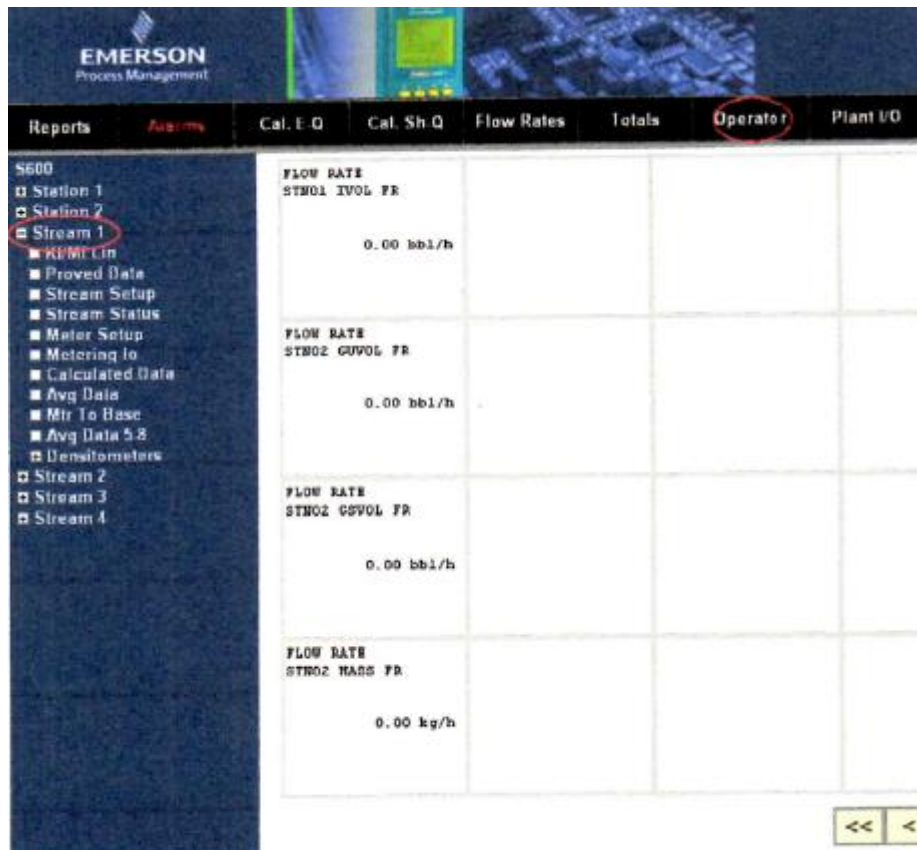 EMERSON
Process Management
Reports Alarms Cal. E-Q Cal. Sh-Q Flow Rates Totals Operator Plant I/O
S600
Station 1
Station 2
Stream 1
Kf/Mf Lin
Proved Data
Stream Setup
Stream Status
Meter Setup
Metering Io
Calculated Data
Avg Data
Mtr To Base
Avg Data 5.8
Densitometers
Stream 2
Stream 3
Stream 4
FLOW RATE
STN01 IVOL FR
0.00 bbl/h
FLOW RATE
STN02 GUVOL FR
0.00 bbl/h
FLOW RATE
STN02 GSVOL FR
0.00 bbl/h
FLOW RATE
STN02 MASS FR
0.00 kg/h
<< <